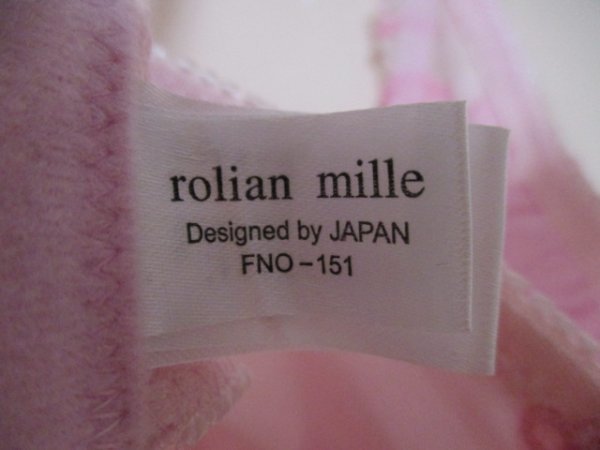 rolian mille
Designed by JAPAN
FNO-151